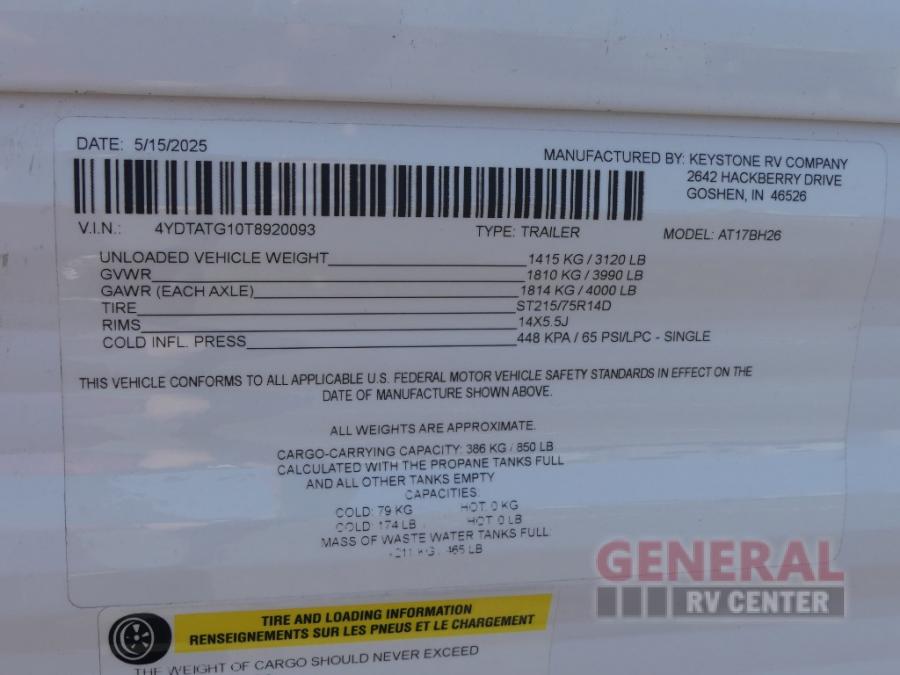 DATE: 5/15/2025
MANUFACTURED BY: KEYSTONE RV COMPANY
2642 HACKBERRY DRIVE
GOSHEN, IN 46526
V.I.N.: 4YDTATG10T8920093 TYPE: TRAILER MODEL: AT17BH26
UNLOADED VEHICLE WEIGHT 1415 KG / 3120 LB
GVWR 1810 KG / 3990 LB
GAWR (EACH AXLE) 1814 KG / 4000 LB
TIRE ST215/75R14D
RIMS 14X5.5J
COLD INFL. PRESS 448 KPA / 65 PSI/LPC - SINGLE
THIS VEHICLE CONFORMS TO ALL APPLICABLE U.S. FEDERAL MOTOR VEHICLE SAFETY STANDARDS IN EFFECT ON THE
DATE OF MANUFACTURE SHOWN ABOVE.
ALL WEIGHTS ARE APPROXIMATE.
CARGO-CARRYING CAPACITY: 386 KG / 850 LB
CALCULATED WITH THE PROPANE TANKS FULL
AND ALL OTHER TANKS EMPTY
CAPACITIES:
COLD: 79 KG HOT: 0 KG
COLD: 174 LB HOT: 0 LB
MASS OF WASTE WATER TANKS FULL
211 KG / 465 LB
GENERAL
RV CENTER
TIRE AND LOADING INFORMATION
RENSEIGNEMENTS SUR LES PNEUS ET LE CHARGEMENT
THE WEIGHT OF CARGO SHOULD NEVER EXCEED